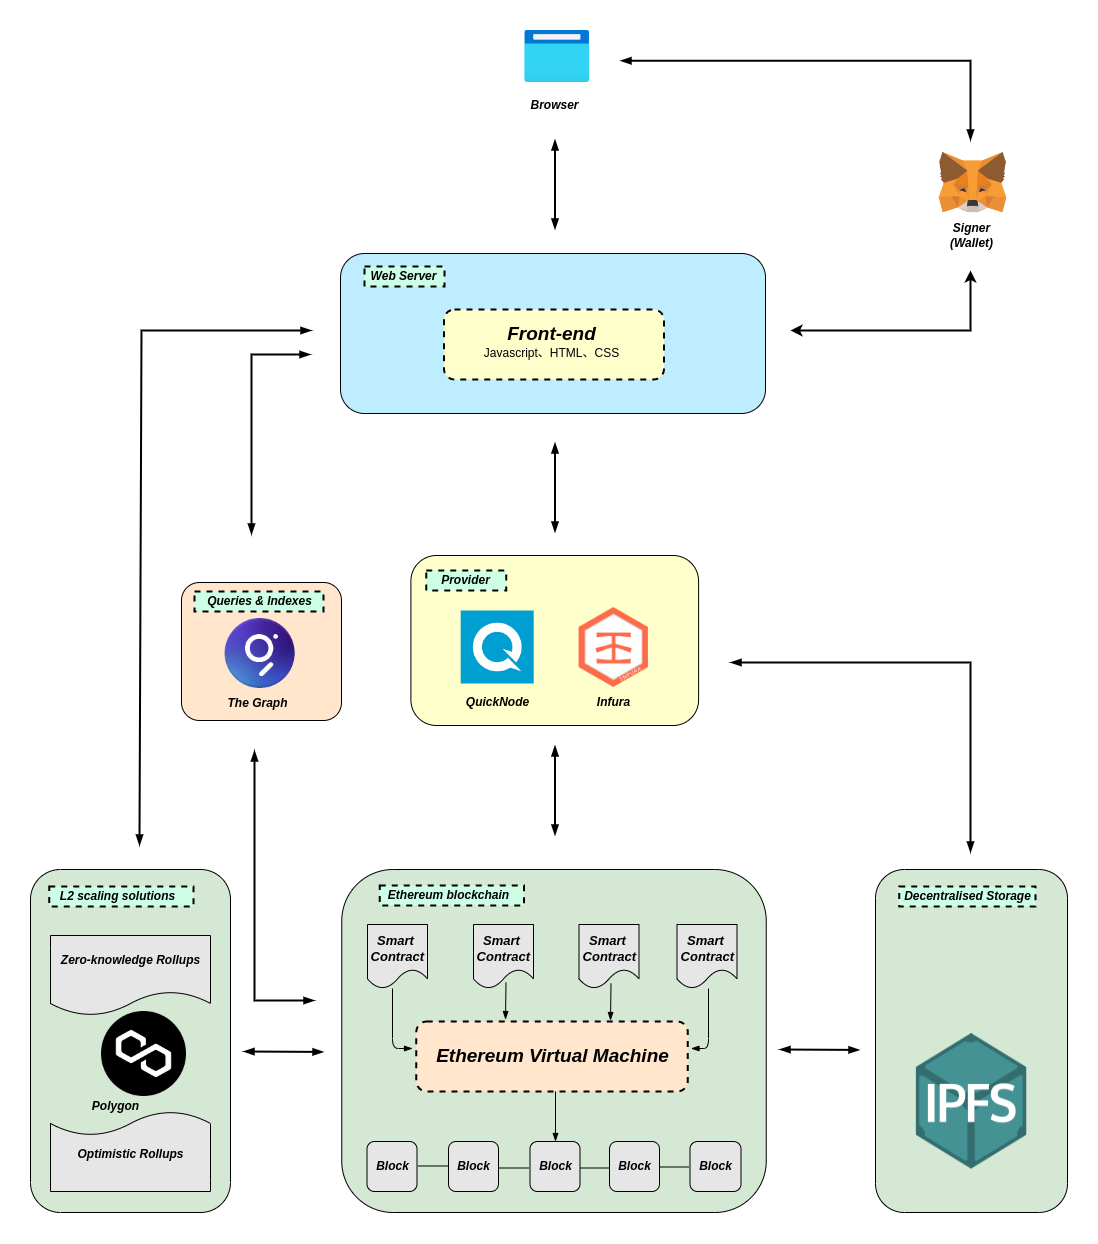 Browser
Signer
(Wallet)
Web Server
Front-end
Javascript、HTML、CSS
Queries & Indexes
The Graph
Provider
QuickNode
Infura
INFURA
L2 scaling solutions
Zero-knowledge Rollups
Polygon
Optimistic Rollups
Ethereum blockchain
Smart
Contract
Smart
Contract
Smart
Contract
Smart
Contract
Ethereum Virtual Machine
Block
Block
Block
Block
Block
Decentralised Storage
IPFS